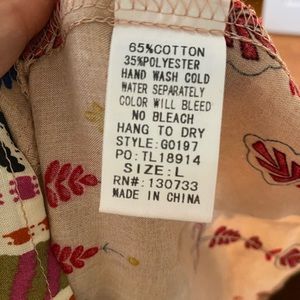 65%COTTON
35%POLYESTER
HAND WASH COLD
WATER SEPARATELY
COLOR WILL BLEED
NO BLEACH
HANG TO DRY
STYLE:GO197
PO:TL18914
SIZE:L
RN#:130733
MADE IN CHINA